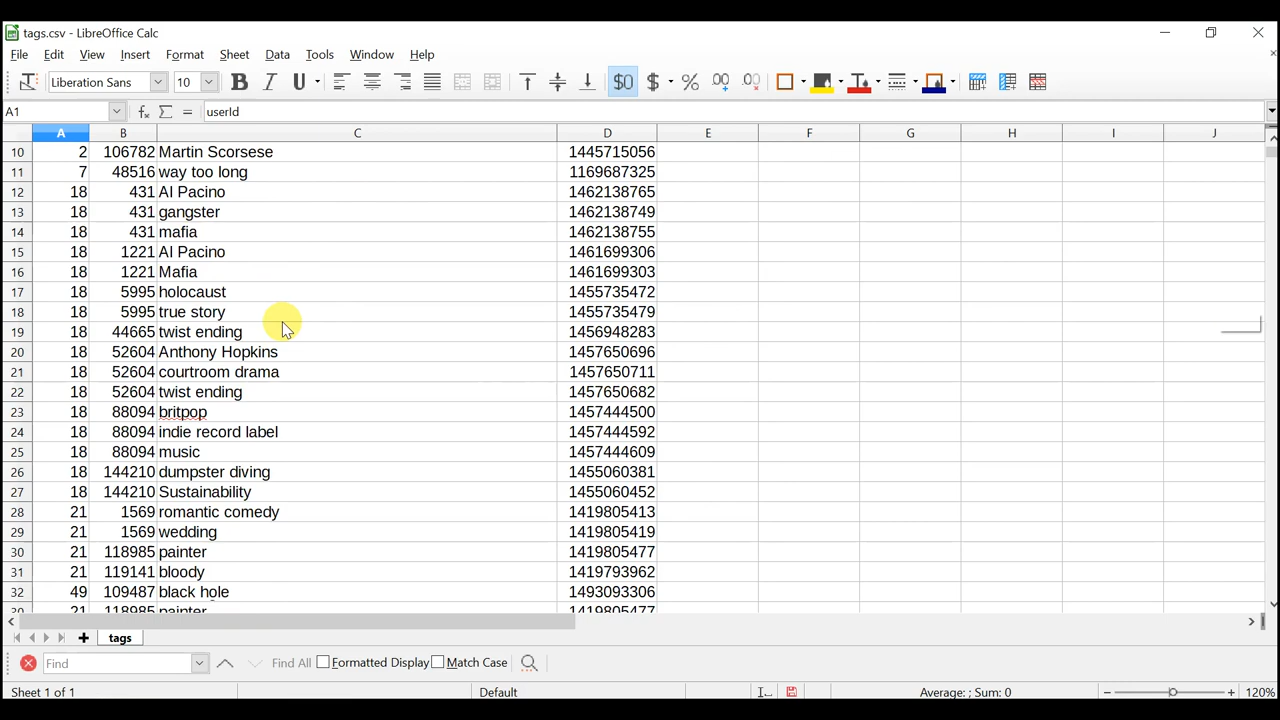 tags.csv - LibreOffice Calc
File Edit View Insert Format Sheet Data Tools Window Help
Liberation Sans 10
A1 userId
A B C D E F G H I J
10 2 106782 Martin Scorsese 1445715056
11 7 48516 way too long 1169687325
12 18 431 Al Pacino 1462138765
13 18 431 gangster 1462138749
14 18 431 mafia 1462138755
15 18 1221 Al Pacino 1461699306
16 18 1221 Mafia 1461699303
17 18 5995 holocaust 1455735472
18 18 5995 true story 1455735479
19 18 44665 twist ending 1456948283
20 18 52604 Anthony Hopkins 1457650696
21 18 52604 courtroom drama 1457650711
22 18 52604 twist ending 1457650682
23 18 88094 britpop 1457444500
24 18 88094 indie record label 1457444592
25 18 88094 music 1457444609
26 18 144210 dumpster diving 1455060381
27 18 144210 Sustainability 1455060452
28 21 1569 romantic comedy 1419805413
29 21 1569 wedding 1419805419
30 21 118985 painter 1419805477
31 21 119141 bloody 1419793962
32 49 109487 black hole 1493093306
21 118985 painter 1419805477
tags
Find Find All Formatted Display Match Case
Sheet 1 of 1 Default Average: ; Sum: 0 120%